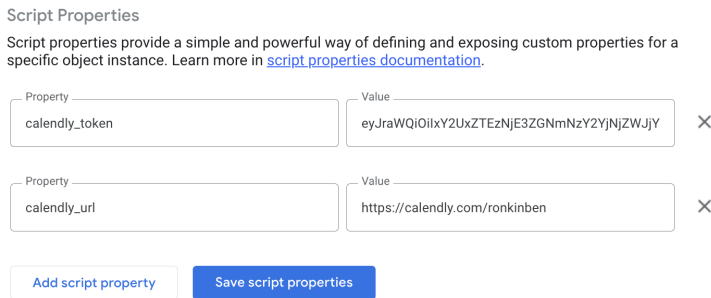 Script Properties
Script properties provide a simple and powerful way of defining and exposing custom properties for a
specific object instance. Learn more in script properties documentation.
Property
Value
calendly_token
eyJraWQiOiIxY2UxZTEzNjE3ZGNmNzY2YjNjZWJjY
Property
Value
calendly_url
https://calendly.com/ronkinben
Add script property
Save script properties